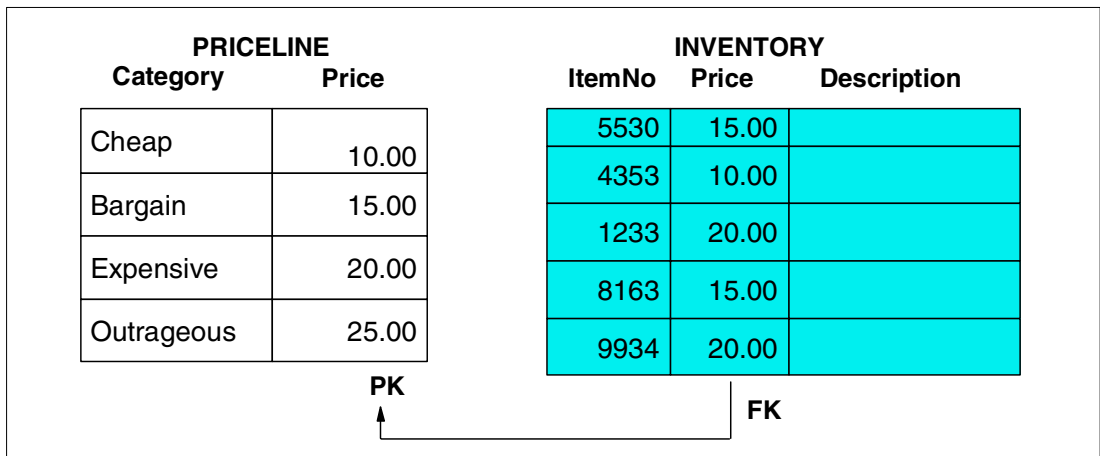 PRICELINE
Category Price
Cheap 10.00
Bargain 15.00
Expensive 20.00
Outrageous 25.00
PK
INVENTORY
ItemNo Price Description
5530 15.00
4353 10.00
1233 20.00
8163 15.00
9934 20.00
FK